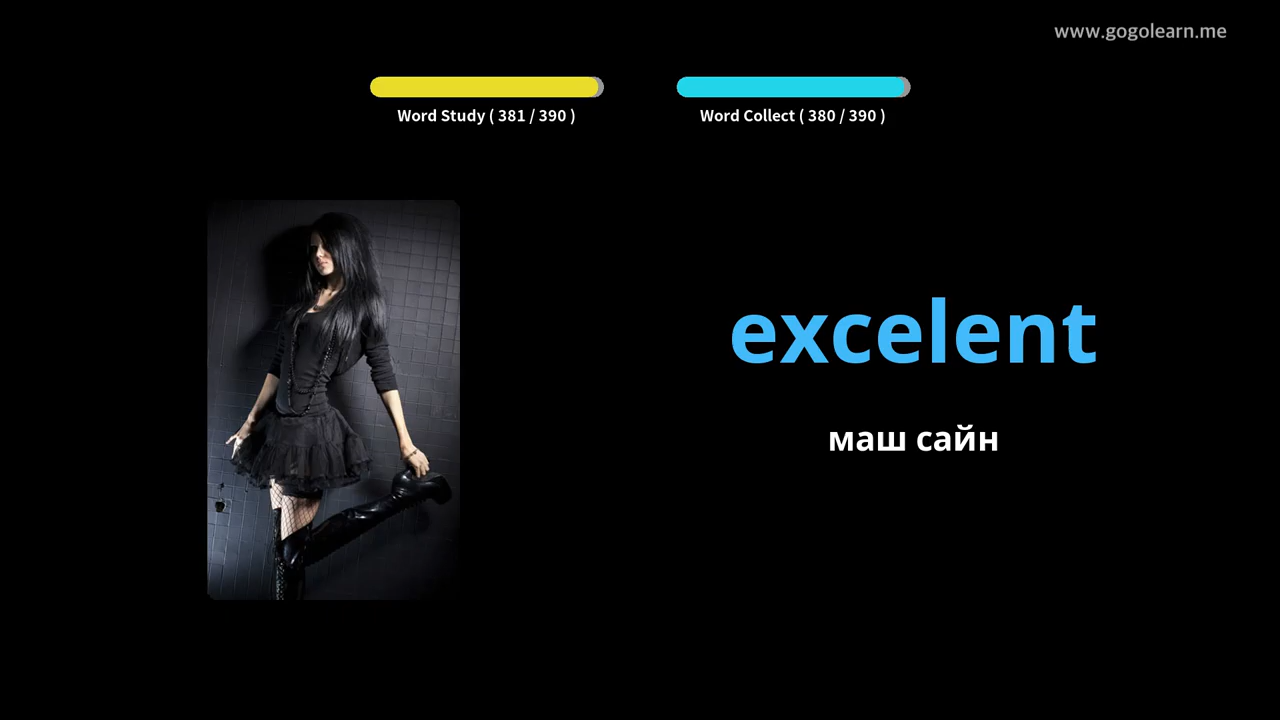 www.gogolearn.me
Word Study ( 381 / 390 )
Word Collect ( 380 / 390 )
excelent
маш сайн